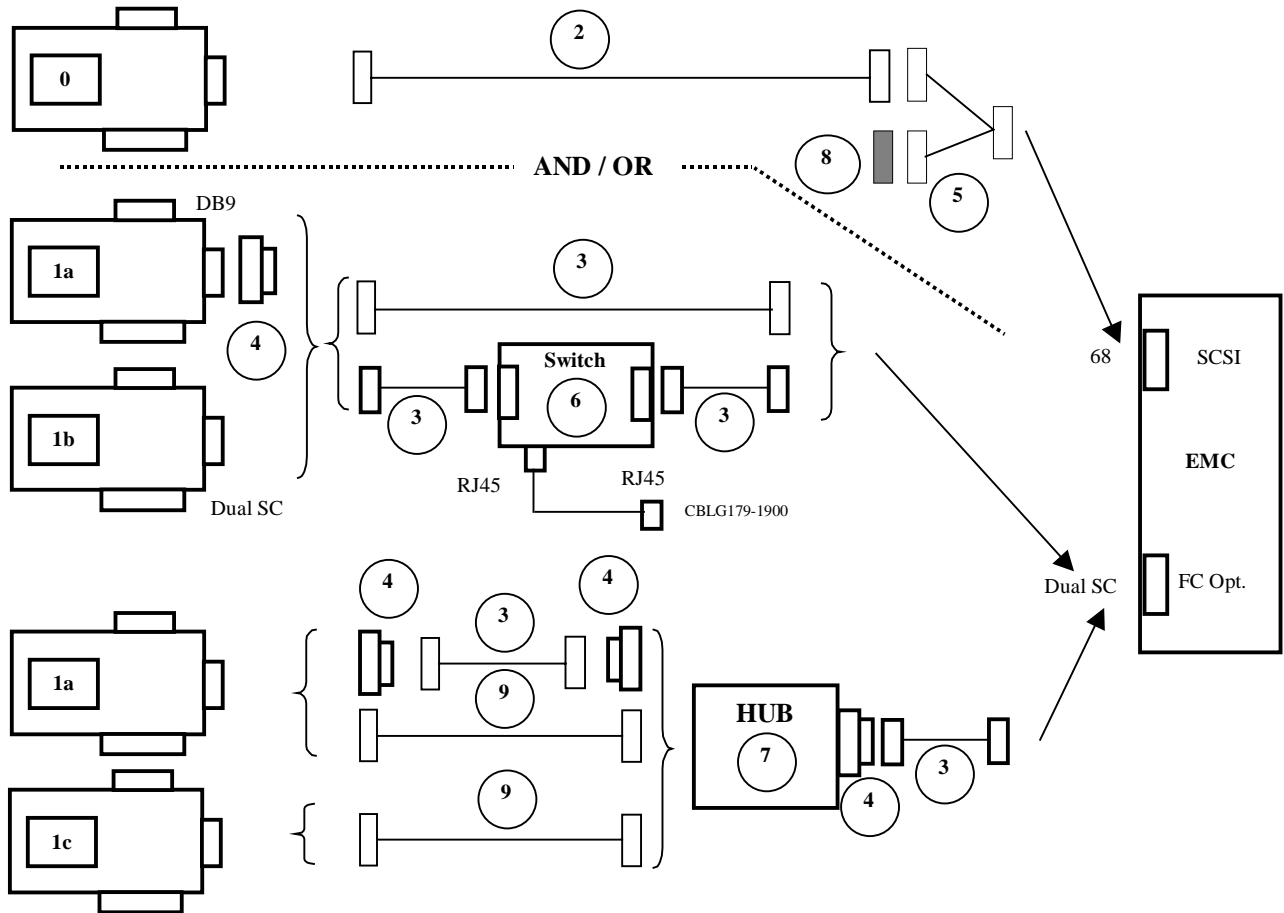 2
0
8
AND / OR
5
DB9
1a
3
4
Switch
68
SCSI
6
3
3
1b
EMC
RJ45
RJ45
Dual SC
CBLG179-1900
4
4
Dual SC
FC Opt.
3
1a
9
HUB
7
3
9
4
1c